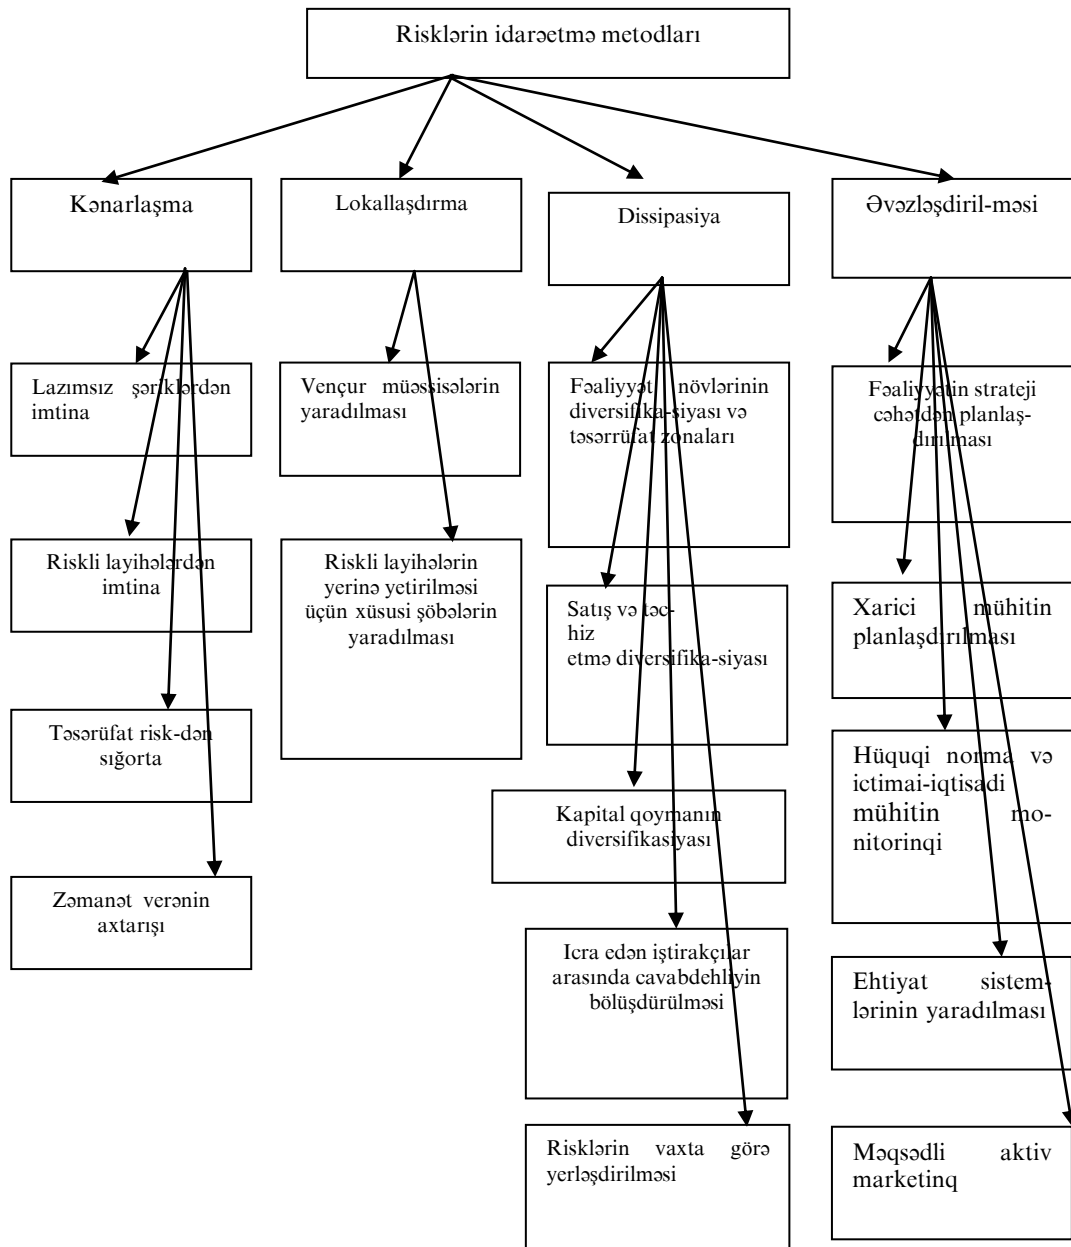 Risklərin idarəetmə metodları
Kənarlaşma
Lokallaşdırma
Dissipasiya
Əvəzləşdiril-məsi
Lazımsız şəriklərdən
imtina
Riskli layihələrdən
imtina
Təsərüfat risk-dən
sığorta
Zəmanət verənin
axtarışı
Vençur müəssisələrin
yaradılması
Riskli layihələrin
yerinə yetirilməsi
üçün xüsusi şöbələrin
yaradılması
Fəaliyyət növlərinin
diversifika-siyası və
təsərrüfat zonaları
Satış və təc-
hiz
etmə diversifika-siyası
Kapital qoymanın
diversifikasiyası
Icra edən iştirakçılar
arasında cavabdehliyin
bölüşdürülməsi
Risklərin vaxta görə
yerləşdirilməsi
Fəaliyyətin strateji
cəhətdən planlaş-
dırılması
Xarici mühitin
planlaşdirılması
Hüquqi norma və
ictimai-iqtisadi
mühitin mo-
nitorinqi
Ehtiyat sistem-
lərinin yaradılması
Məqsədli aktiv
marketinq